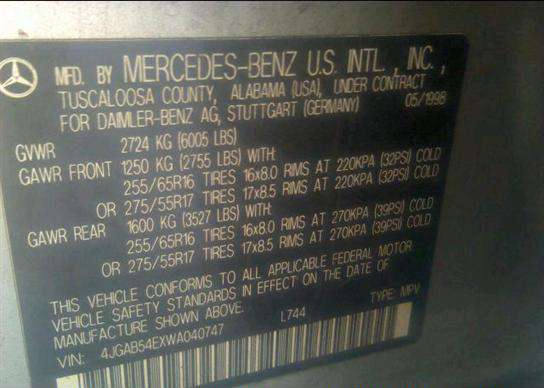 MFD. BY MERCEDES-BENZ U.S. INTL., INC.,
TUSCALOOSA COUNTY, ALABAMA (USA), UNDER CONTRACT
FOR DAIMLER-BENZ AG, STUTTGART (GERMANY) 05/1998
GVWR 2724 KG (6005 LBS)
GAWR FRONT 1250 KG (2755 LBS) WITH:
255/65R16 TIRES 16x8.0 RIMS AT 220KPA (32PSI) COLD
OR 275/55R17 TIRES 17x8.5 RIMS AT 220KPA (32PSI) COLD
GAWR REAR 1600 KG (3527 LBS) WITH:
255/65R16 TIRES 16x8.0 RIMS AT 270KPA (39PSI) COLD
OR 275/55R17 TIRES 17x8.5 RIMS AT 270KPA (39PSI) COLD
THIS VEHICLE CONFORMS TO ALL APPLICABLE FEDERAL MOTOR
VEHICLE SAFETY STANDARDS IN EFFECT ON THE DATE OF
MANUFACTURE SHOWN ABOVE. L744 TYPE: MPV
VIN: 4JGAB54EXWA040747